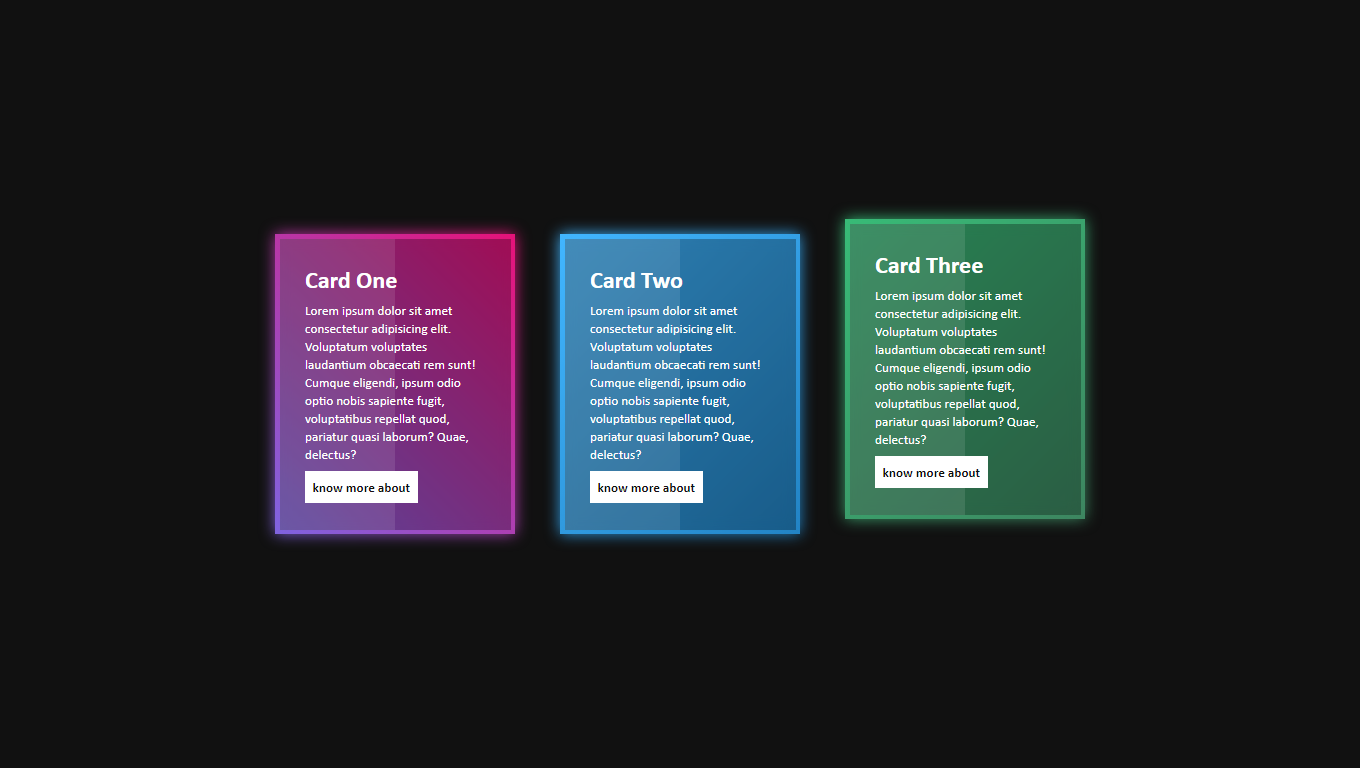 Card One
Lorem ipsum dolor sit amet
consectetur adipisicing elit.
Voluptatum voluptates
laudantium obcaecati rem sunt!
Cumque eligendi, ipsum odio
optio nobis sapiente fugit,
voluptatibus repellat quod,
pariatur quasi laborum? Quae,
delectus?
know more about
Card Two
Lorem ipsum dolor sit amet
consectetur adipisicing elit.
Voluptatum voluptates
laudantium obcaecati rem sunt!
Cumque eligendi, ipsum odio
optio nobis sapiente fugit,
voluptatibus repellat quod,
pariatur quasi laborum? Quae,
delectus?
know more about
Card Three
Lorem ipsum dolor sit amet
consectetur adipisicing elit.
Voluptatum voluptates
laudantium obcaecati rem sunt!
Cumque eligendi, ipsum odio
optio nobis sapiente fugit,
voluptatibus repellat quod,
pariatur quasi laborum? Quae,
delectus?
know more about